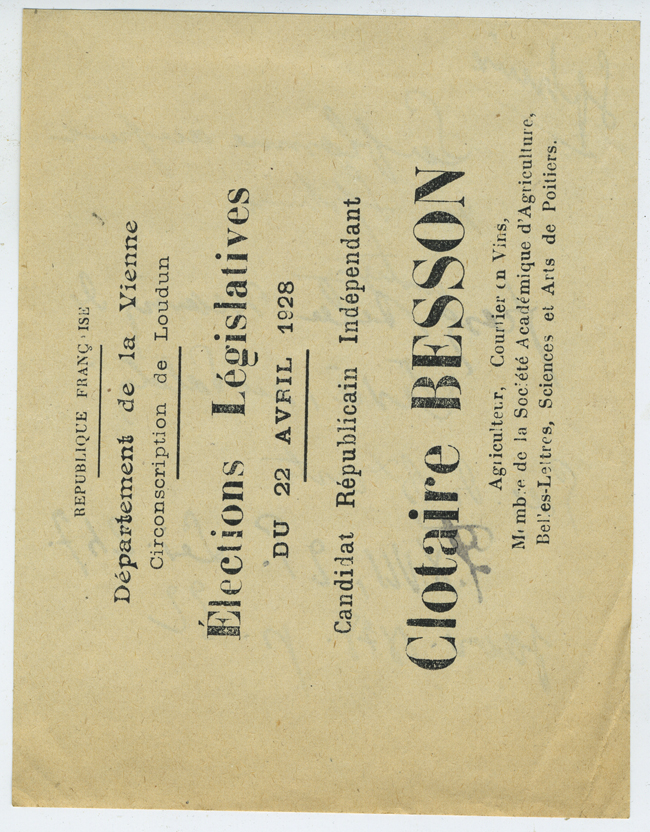 REPUBLIQUE FRANÇAISE
Département de la Vienne
Circonscription de Loudun
Élections Législatives
DU 22 AVRIL 1928
Candidat Républicain Indépendant
Clotaire BESSON
Agriculteur, Courtier en Vins,
Membre de la Société Académique d'Agriculture,
Belles-Lettres, Sciences et Arts de Poitiers.